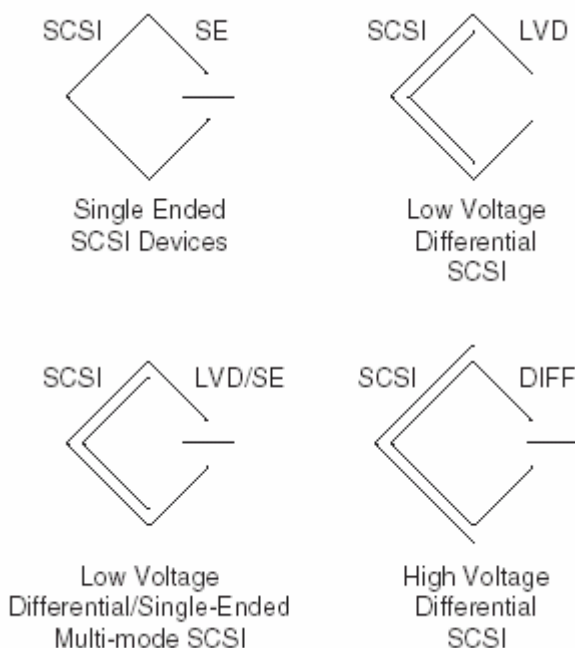 SCSI SE
Single Ended
SCSI Devices
SCSI LVD
Low Voltage
Differential
SCSI
SCSI LVD/SE
Low Voltage
Differential/Single-Ended
Multi-mode SCSI
SCSI DIFF
High Voltage
Differential
SCSI